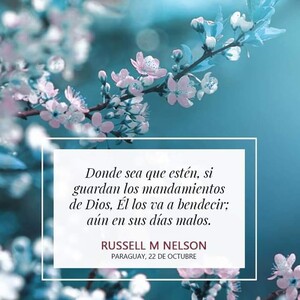 Donde sea que estén, si
guardan los mandamientos
de Dios, Él los va a bendecir;
aún en sus días malos.
RUSSELL M NELSON
PARAGUAY, 22 DE OCTUBRE